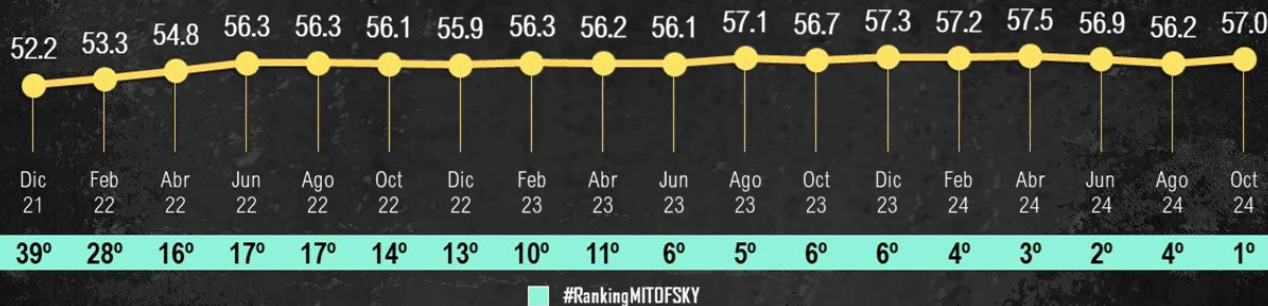 52.2 53.3 54.8 56.3 56.3 56.1 55.9 56.3 56.2 56.1 57.1 56.7 57.3 57.2 57.5 56.9 56.2 57.0
Dic Feb Abr Jun Ago Oct Dic Feb Abr Jun Ago Oct Dic Feb Abr Jun Ago Oct
21 22 22 22 22 22 22 23 23 23 23 23 23 24 24 24 24 24
39º 28º 16º 17º 17º 14º 13º 10º 11º 6º 5º 6º 6º 4º 3º 2º 4º 1º
#RankingMITOFSKY